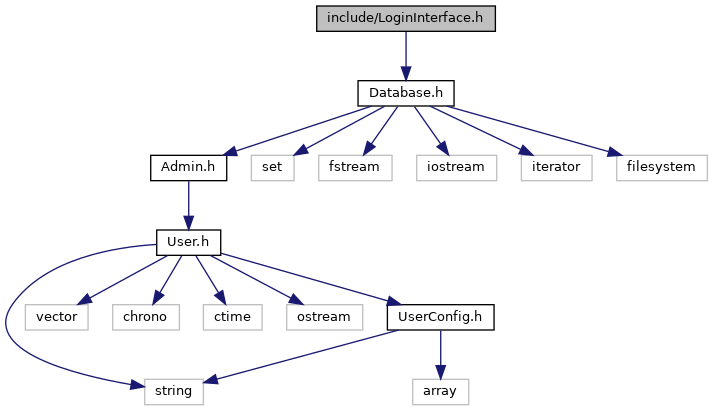 include/LoginInterface.h
Database.h
Admin.h
set
fstream
iostream
iterator
filesystem
User.h
vector
chrono
ctime
ostream
UserConfig.h
string
array